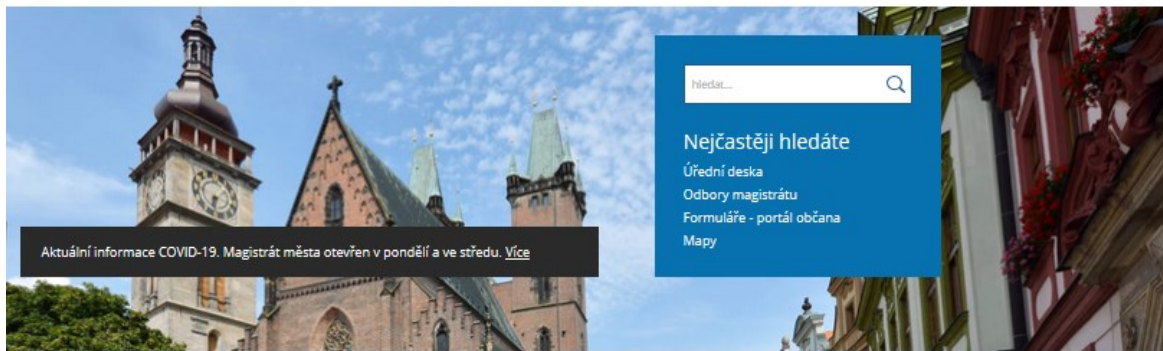 hledat...
Nejčastěji hledáte
Úřední deska
Odbory magistrátu
Formuláře - portál občana
Mapy
Aktuální informace COVID-19. Magistrát města otevřen v pondělí a ve středu. Více